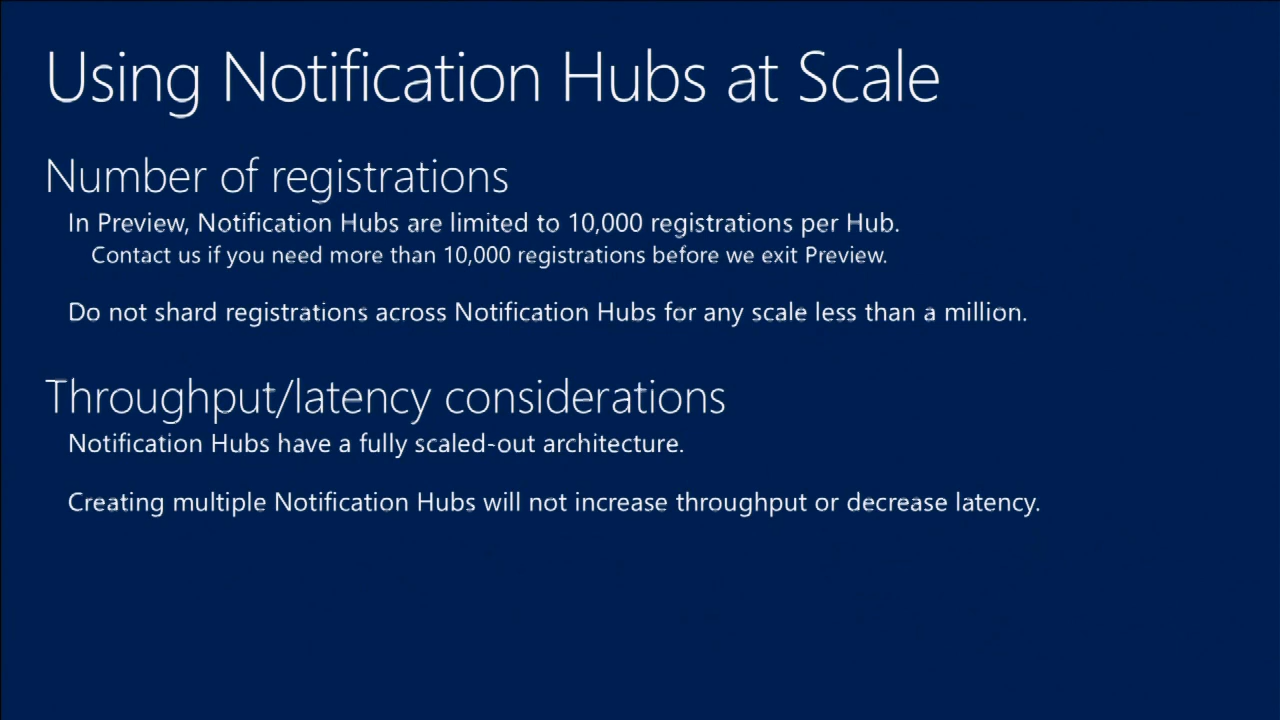 Using Notification Hubs at Scale
Number of registrations
In Preview, Notification Hubs are limited to 10,000 registrations per Hub.
Contact us if you need more than 10,000 registrations before we exit Preview.
Do not shard registrations across Notification Hubs for any scale less than a million.
Throughput/latency considerations
Notification Hubs have a fully scaled-out architecture.
Creating multiple Notification Hubs will not increase throughput or decrease latency.